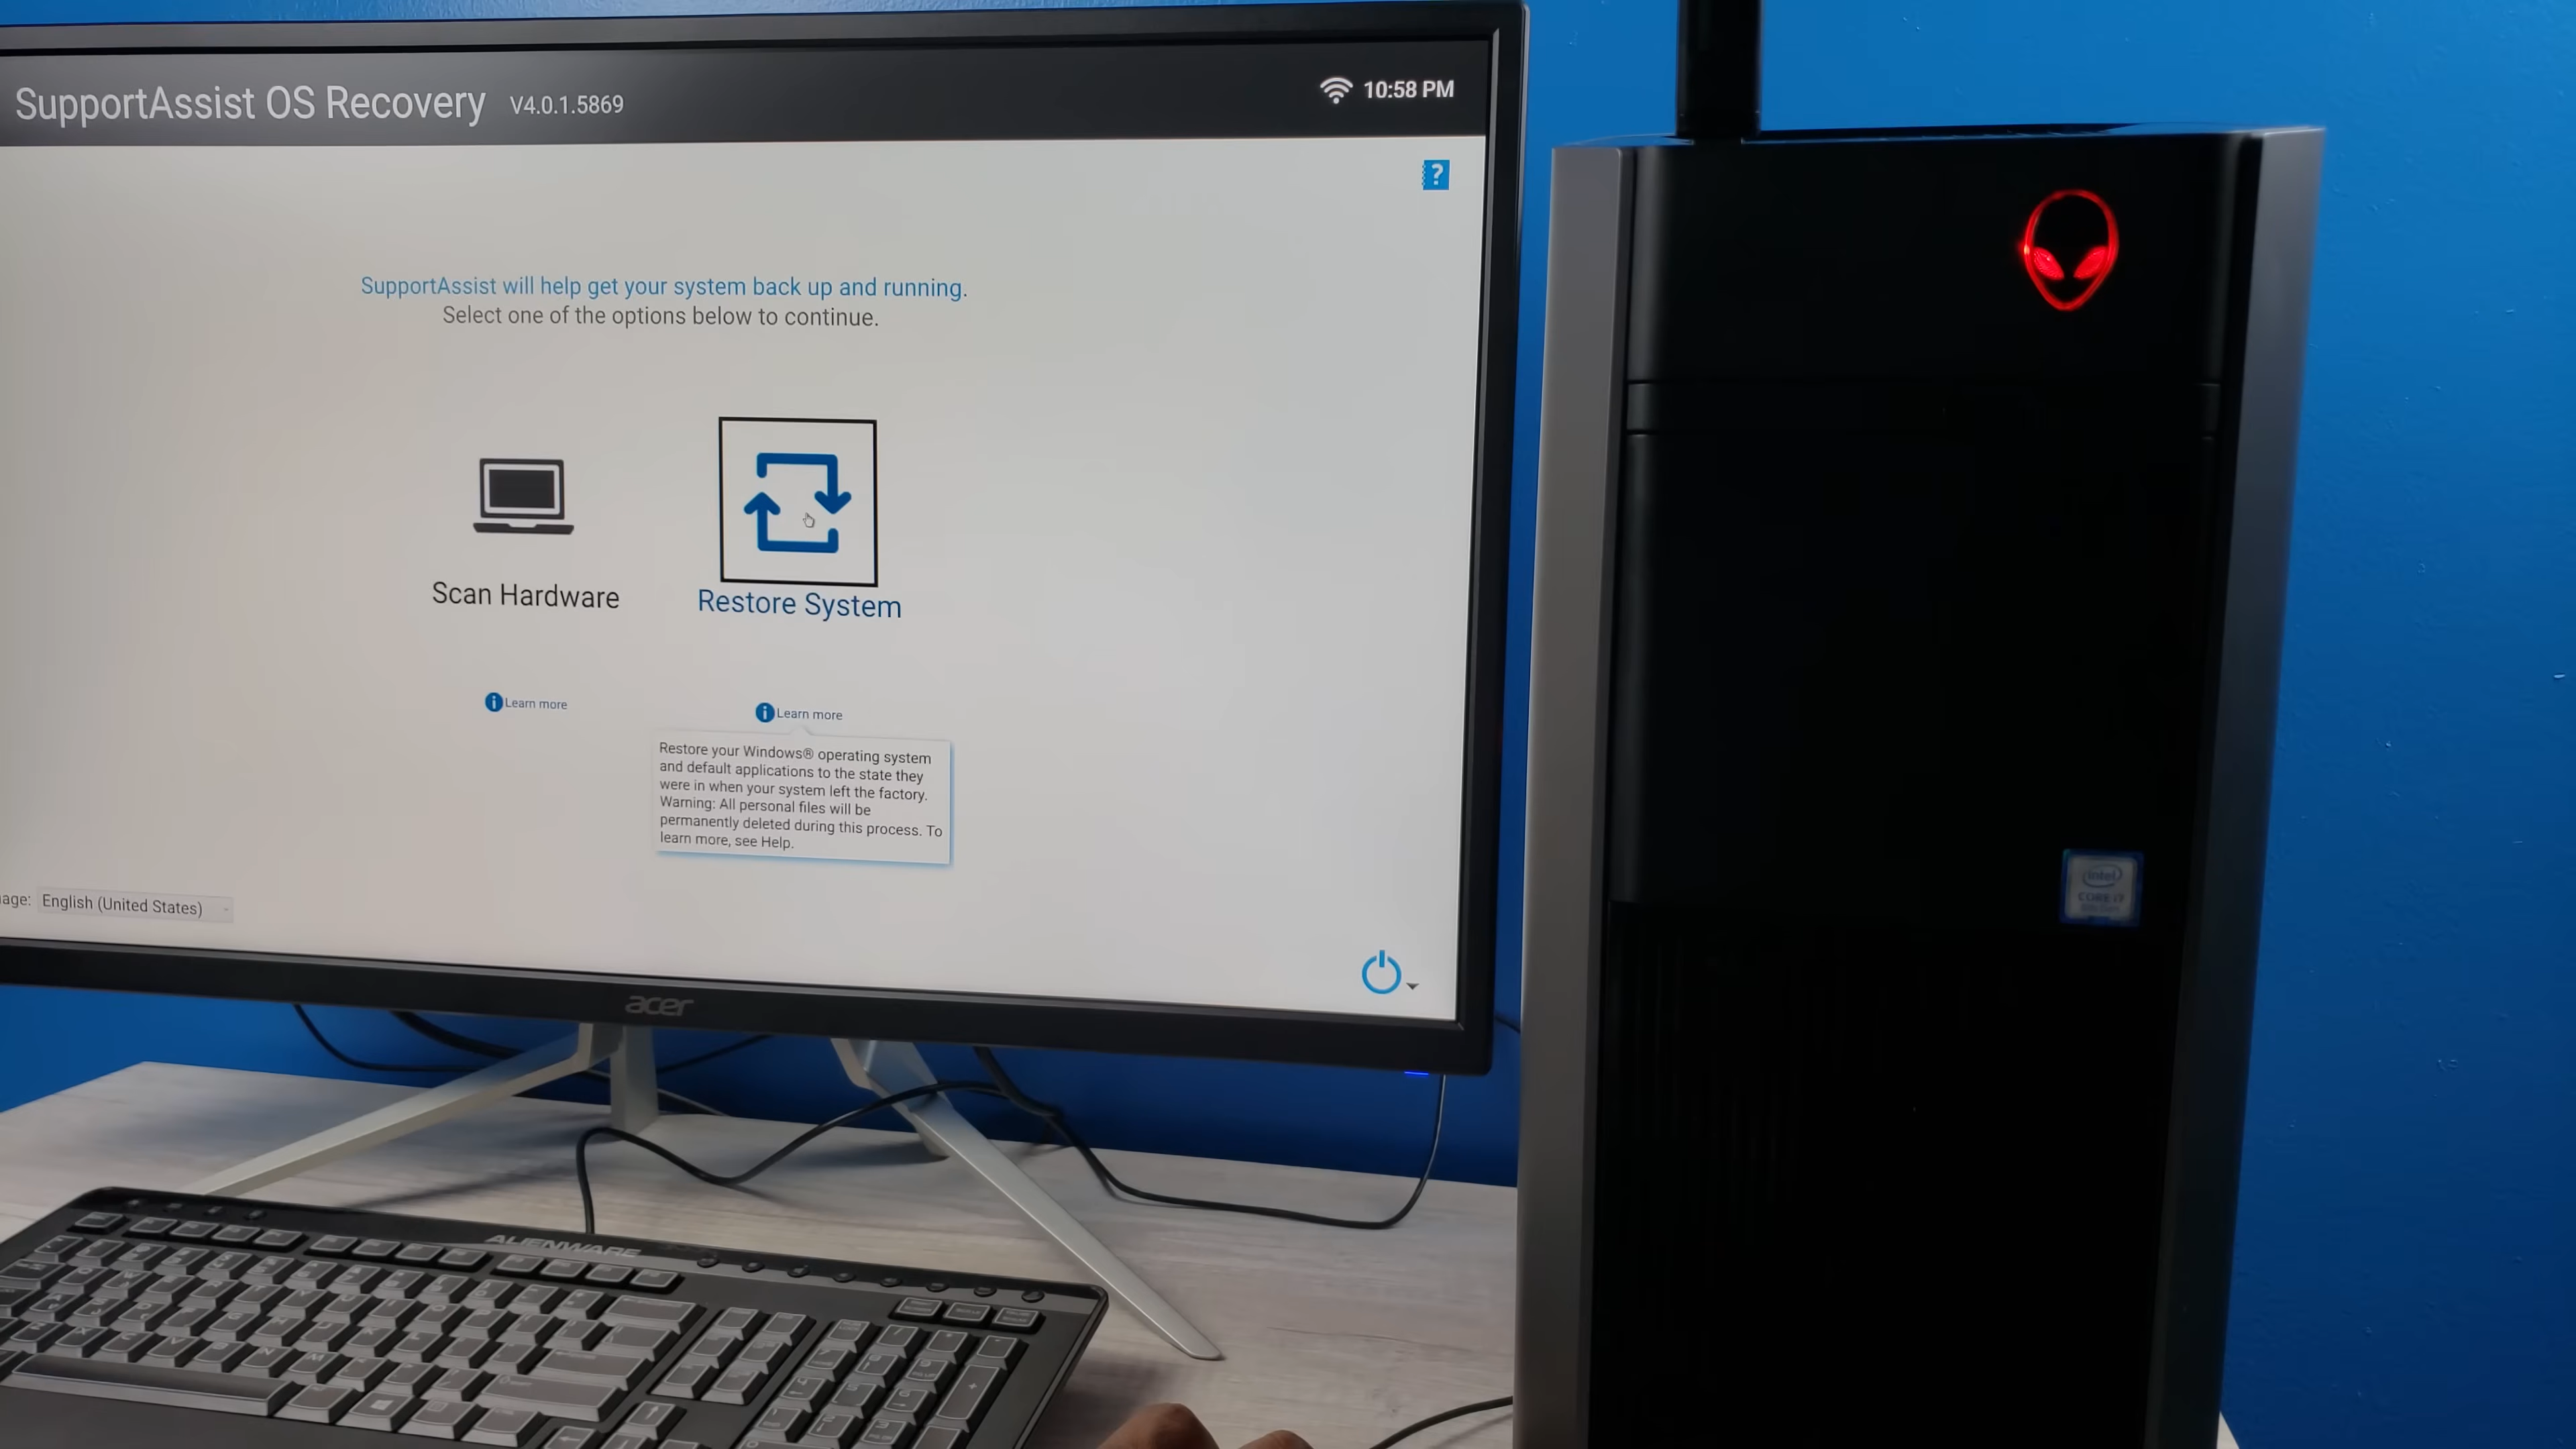 SupportAssist OS Recovery V4.0.1.5869
10:58 PM
?
SupportAssist will help get your system back up and running.
Select one of the options below to continue.
Scan Hardware
Restore System
Learn more
Learn more
Restore your Windows® operating system
and default applications to the state they
were in when your system left the factory.
Warning: All personal files will be
permanently deleted during this process. To
learn more, see Help.
age: English (United States)
acer
ALIENWARE
intel
CORE i7